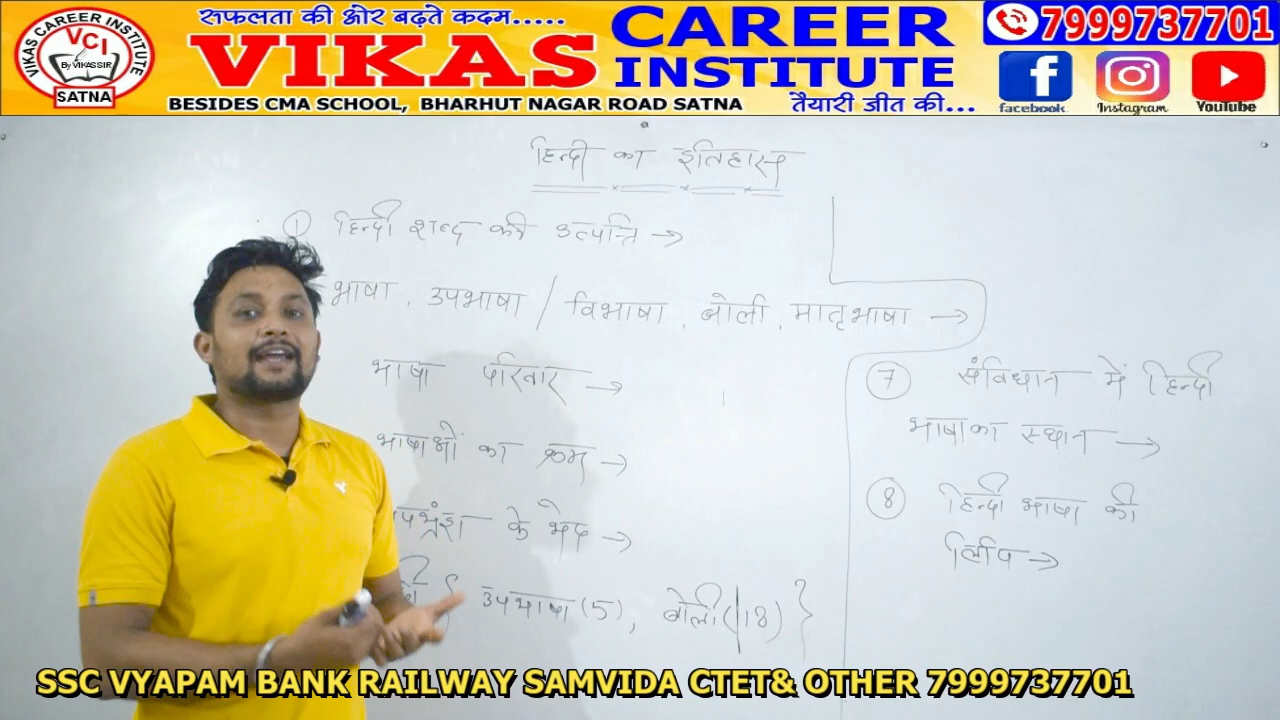 सफलता की ओर बढ़ते कदम.....
VIKAS CAREER INSTITUTE
VCI
By VIKAS SIR
SATNA
VIKAS
CAREER
INSTITUTE
BESIDES CMA SCHOOL, BHARHUT NAGAR ROAD SATNA
तैयारी जीत की...
7999737701
facebook
Instagram
YouTube
हिन्दी का इतिहास
① हिन्दी शब्द की उत्पत्ति →
भाषा, उपभाषा / विभाषा, बोली, मातृभाषा →
भाषा परिवार →
भाषाओं का क्रम →
अपभ्रंश के भेद →
उपभाषा (5), बोली (18) }
⑦ संविधान में हिन्दी
भाषा का स्थान →
⑧ हिन्दी भाषा की
लिपि →
SSC VYAPAM BANK RAILWAY SAMVIDA CTET& OTHER 7999737701